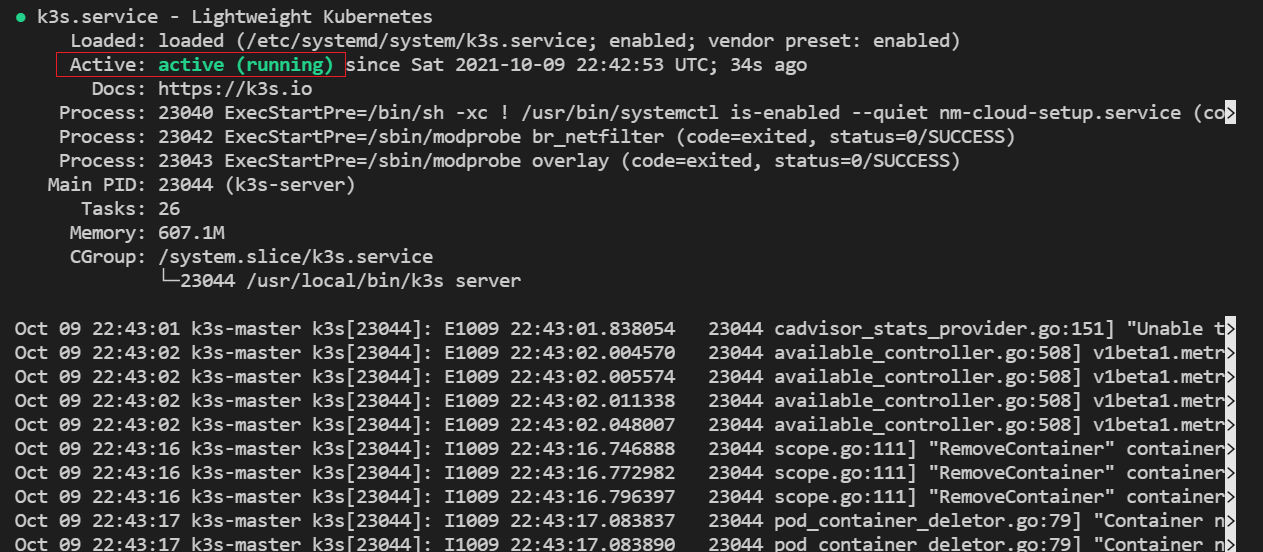 ● k3s.service - Lightweight Kubernetes
Loaded: loaded (/etc/systemd/system/k3s.service; enabled; vendor preset: enabled)
Active: active (running) since Sat 2021-10-09 22:42:53 UTC; 34s ago
Docs: https://k3s.io
Process: 23040 ExecStartPre=/bin/sh -xc ! /usr/bin/systemctl is-enabled --quiet nm-cloud-setup.service (co>
Process: 23042 ExecStartPre=/sbin/modprobe br_netfilter (code=exited, status=0/SUCCESS)
Process: 23043 ExecStartPre=/sbin/modprobe overlay (code=exited, status=0/SUCCESS)
Main PID: 23044 (k3s-server)
Tasks: 26
Memory: 607.1M
CGroup: /system.slice/k3s.service
└─23044 /usr/local/bin/k3s server
Oct 09 22:43:01 k3s-master k3s[23044]: E1009 22:43:01.838054 23044 cadvisor_stats_provider.go:151] "Unable t>
Oct 09 22:43:02 k3s-master k3s[23044]: E1009 22:43:02.004570 23044 available_controller.go:508] v1beta1.metr>
Oct 09 22:43:02 k3s-master k3s[23044]: E1009 22:43:02.005574 23044 available_controller.go:508] v1beta1.metr>
Oct 09 22:43:02 k3s-master k3s[23044]: E1009 22:43:02.011338 23044 available_controller.go:508] v1beta1.metr>
Oct 09 22:43:02 k3s-master k3s[23044]: E1009 22:43:02.048007 23044 available_controller.go:508] v1beta1.metr>
Oct 09 22:43:16 k3s-master k3s[23044]: I1009 22:43:16.746888 23044 scope.go:111] "RemoveContainer" container>
Oct 09 22:43:16 k3s-master k3s[23044]: I1009 22:43:16.772982 23044 scope.go:111] "RemoveContainer" container>
Oct 09 22:43:16 k3s-master k3s[23044]: I1009 22:43:16.796397 23044 scope.go:111] "RemoveContainer" container>
Oct 09 22:43:17 k3s-master k3s[23044]: I1009 22:43:17.083837 23044 pod_container_deletor.go:79] "Container n>
Oct 09 22:43:17 k3s-master k3s[23044]: I1009 22:43:17.083890 23044 pod_container_deletor.go:79] "Container n>